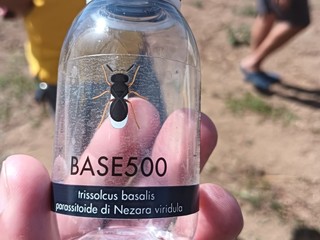 BASE500
trissolcus basalis
parassitoide di Nezara viridula